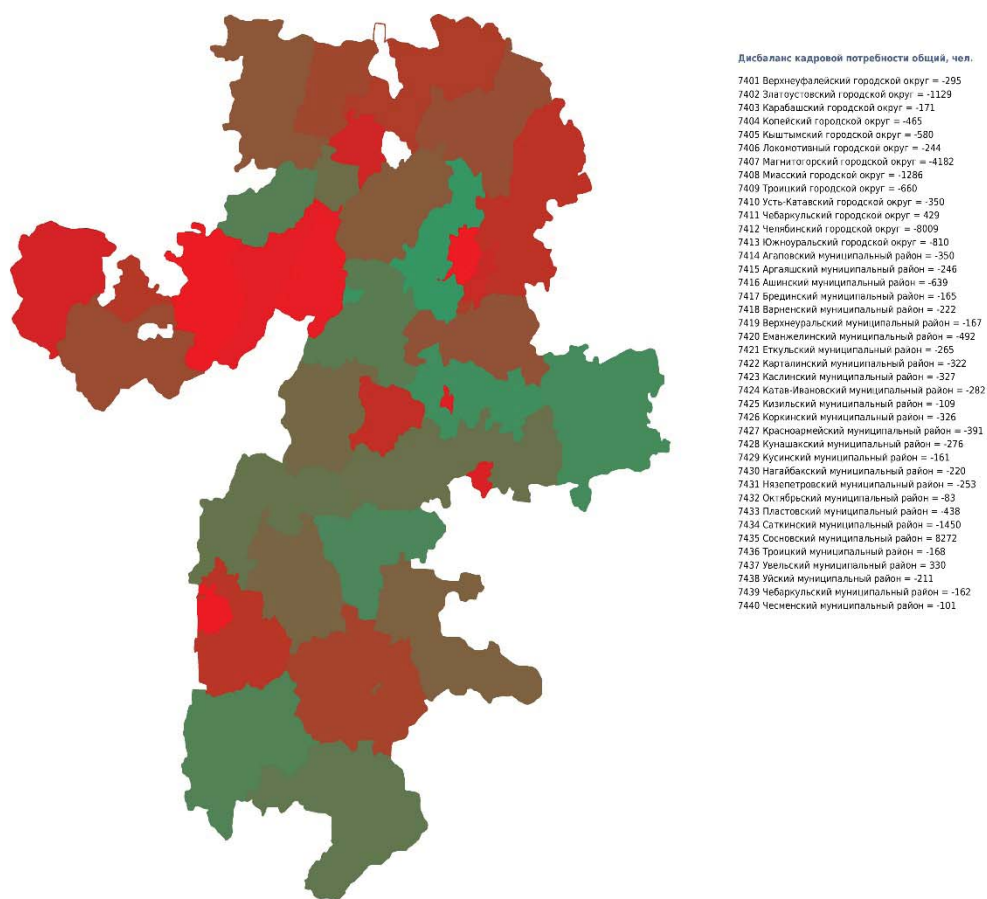 Дисбаланс кадровой потребности общий, чел.
7401 Верхнеуфалейский городской округ = -295
7402 Златоустовский городской округ = -1129
7403 Карабашский городской округ = -171
7404 Копейский городской округ = -465
7405 Кыштымский городской округ = -580
7406 Локомотивный городской округ = -244
7407 Магнитогорский городской округ = -4182
7408 Миасский городской округ = -1286
7409 Троицкий городской округ = -660
7410 Усть-Катавский городской округ = -350
7411 Чебаркульский городской округ = 429
7412 Челябинский городской округ = -8009
7413 Южноуральский городской округ = -810
7414 Агаповский муниципальный район = -350
7415 Аргаяшский муниципальный район = -246
7416 Ашинский муниципальный район = -639
7417 Брединский муниципальный район = -165
7418 Варненский муниципальный район = -222
7419 Верхнеуральский муниципальный район = -167
7420 Еманжелинский муниципальный район = -492
7421 Еткульский муниципальный район = -265
7422 Карталинский муниципальный район = -322
7423 Каслинский муниципальный район = -327
7424 Катав-Ивановский муниципальный район = -282
7425 Кизильский муниципальный район = -109
7426 Коркинский муниципальный район = -326
7427 Красноармейский муниципальный район = -391
7428 Кунашакский муниципальный район = -276
7429 Кусинский муниципальный район = -161
7430 Нагайбакский муниципальный район = -220
7431 Нязепетровский муниципальный район = -253
7432 Октябрьский муниципальный район = -83
7433 Пластовский муниципальный район = -438
7434 Саткинский муниципальный район = -1450
7435 Сосновский муниципальный район = 8272
7436 Троицкий муниципальный район = -168
7437 Увельский муниципальный район = 330
7438 Уйский муниципальный район = -211
7439 Чебаркульский муниципальный район = -162
7440 Чесменский муниципальный район = -101